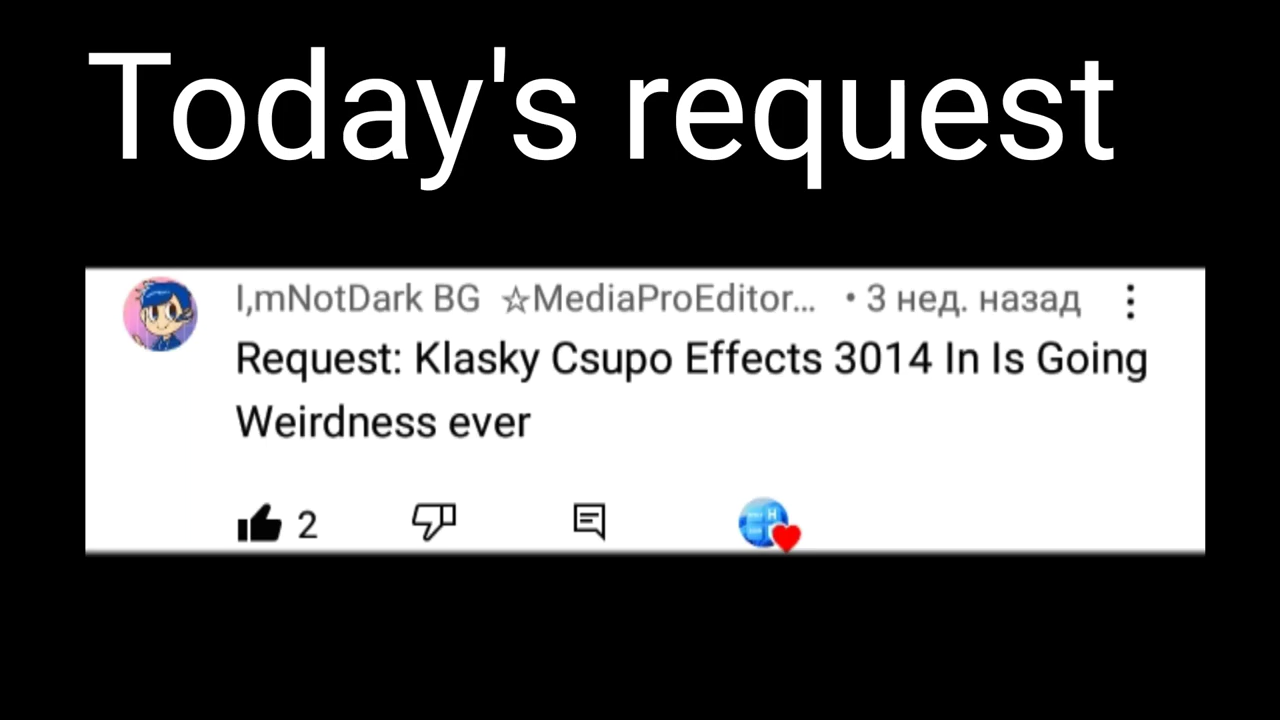 Today's request
I,mNotDark BG ☆MediaProEditor... • 3 нед. назад
Request: Klasky Csupo Effects 3014 In Is Going
Weirdness ever
2
H